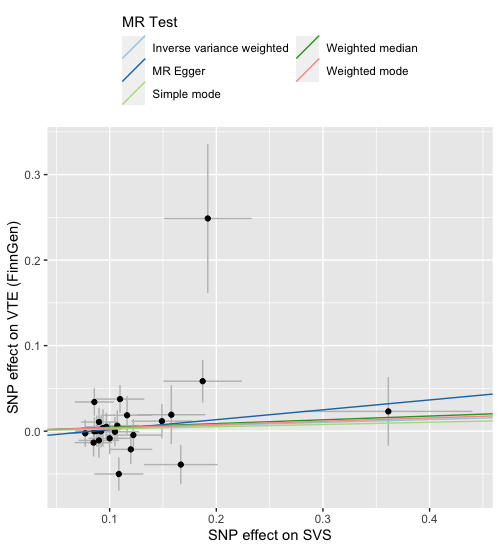 MR Test
Inverse variance weighted
Weighted median
MR Egger
Weighted mode
Simple mode
SNP effect on VTE (FinnGen)
0.3
0.2
0.1
0.0
0.1 0.2 0.3 0.4
SNP effect on SVS